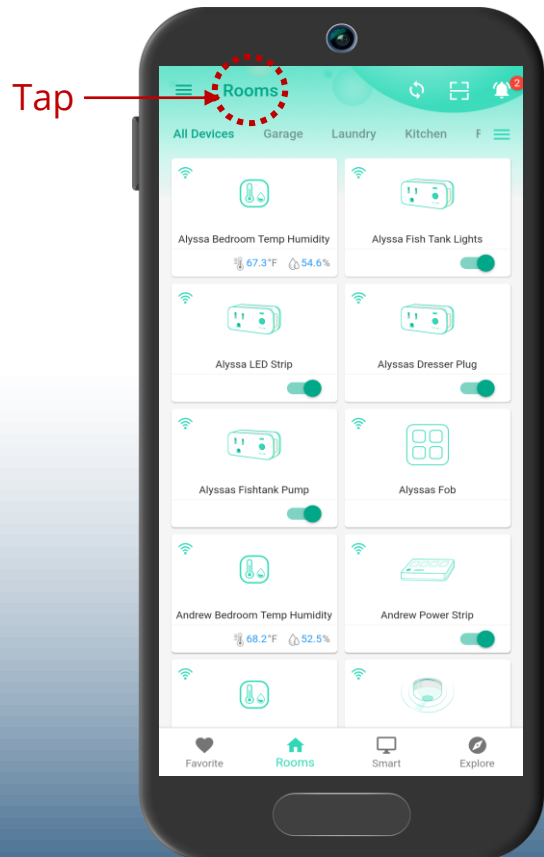 Tap
Rooms
2
All Devices Garage Laundry Kitchen F
Alyssa Bedroom Temp Humidity
67.3°F 54.6%
Alyssa Fish Tank Lights
Alyssa LED Strip
Alyssas Dresser Plug
Alyssas Fishtank Pump
Alyssas Fob
Andrew Bedroom Temp Humidity
68.2°F 52.5%
Andrew Power Strip
Favorite Rooms Smart Explore